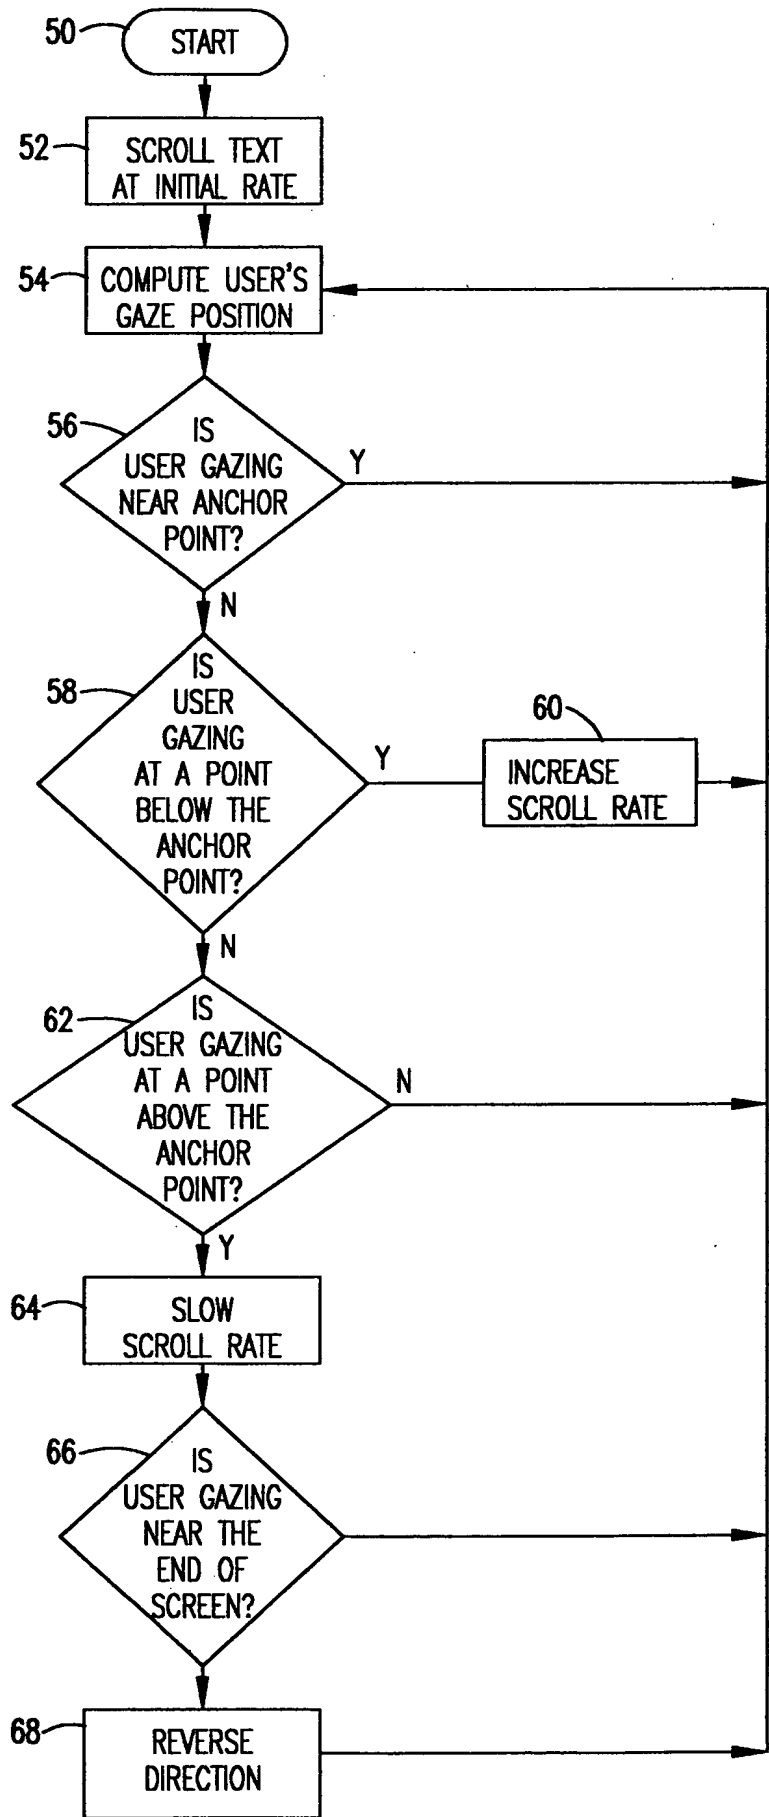 50
START
52
SCROLL TEXT
AT INITIAL RATE
54
COMPUTE USER'S
GAZE POSITION
56
IS
USER GAZING
NEAR ANCHOR
POINT?
Y
N
58
IS
USER
GAZING
AT A POINT
BELOW THE
ANCHOR
POINT?
Y
60
INCREASE
SCROLL RATE
N
62
IS
USER GAZING
AT A POINT
ABOVE THE
ANCHOR
POINT?
N
Y
64
SLOW
SCROLL RATE
66
IS
USER GAZING
NEAR THE
END OF
SCREEN?
68
REVERSE
DIRECTION